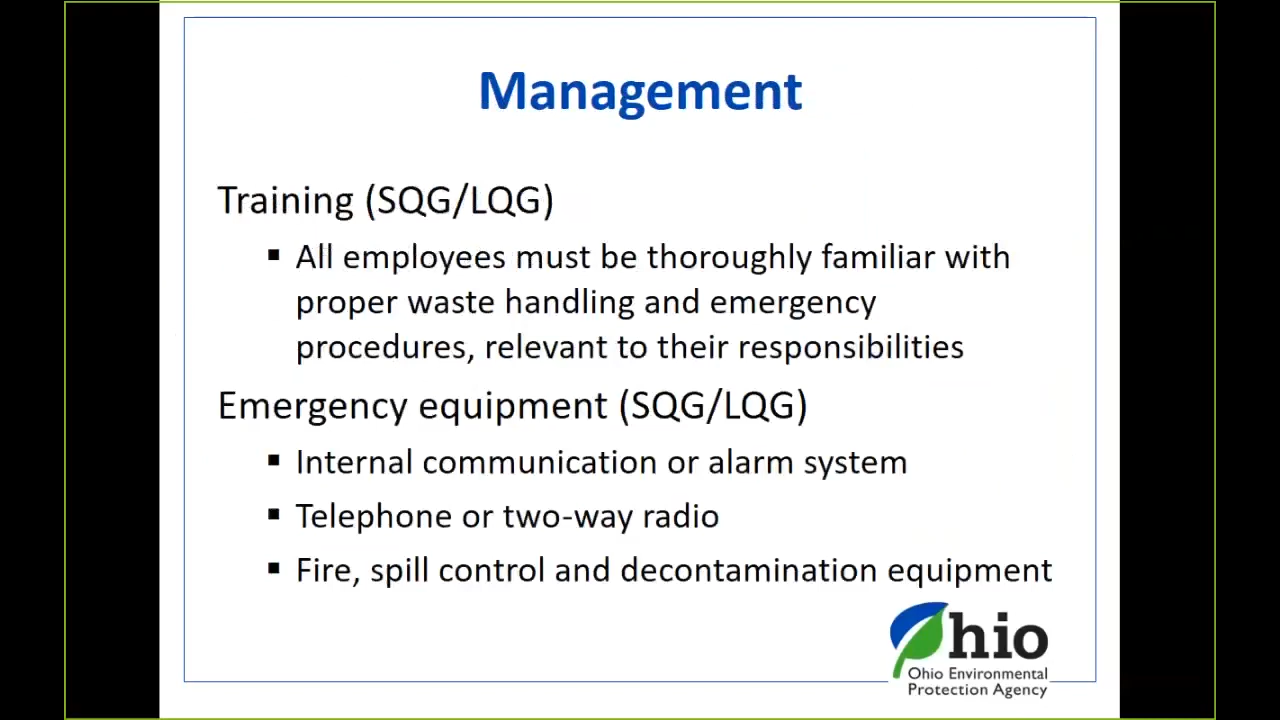 Management
Training (SQG/LQG)
▪ All employees must be thoroughly familiar with
proper waste handling and emergency
procedures, relevant to their responsibilities
Emergency equipment (SQG/LQG)
▪ Internal communication or alarm system
▪ Telephone or two-way radio
▪ Fire, spill control and decontamination equipment
Ohio
Ohio Environmental
Protection Agency